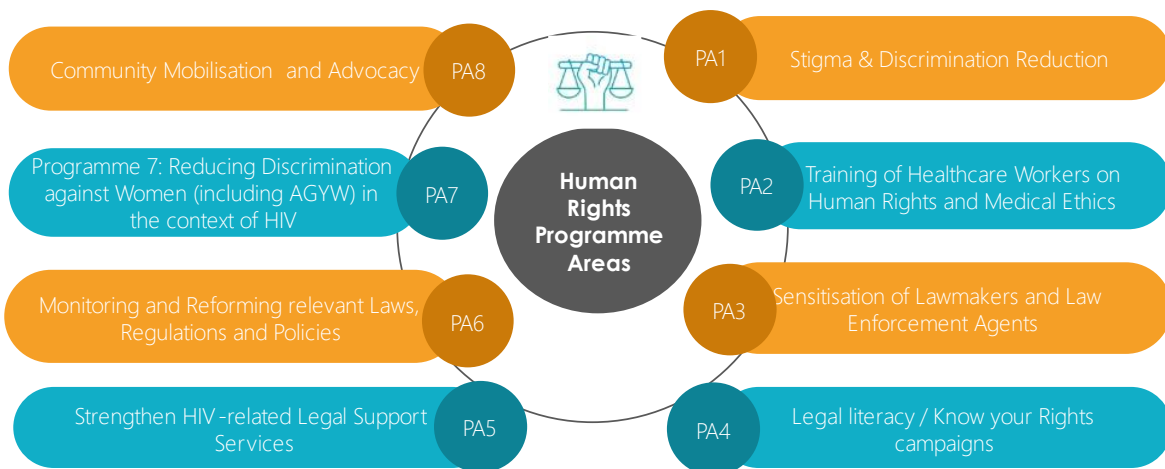 Human
Rights
Programme
Areas
PA1
Stigma & Discrimination Reduction
PA2
Training of Healthcare Workers on
Human Rights and Medical Ethics
PA3
Sensitisation of Lawmakers and Law
Enforcement Agents
PA4
Legal literacy / Know your Rights
campaigns
PA5
Strengthen HIV-related Legal Support
Services
PA6
Monitoring and Reforming relevant Laws,
Regulations and Policies
PA7
Programme 7: Reducing Discrimination
against Women (including AGYW) in
the context of HIV
PA8
Community Mobilisation and Advocacy